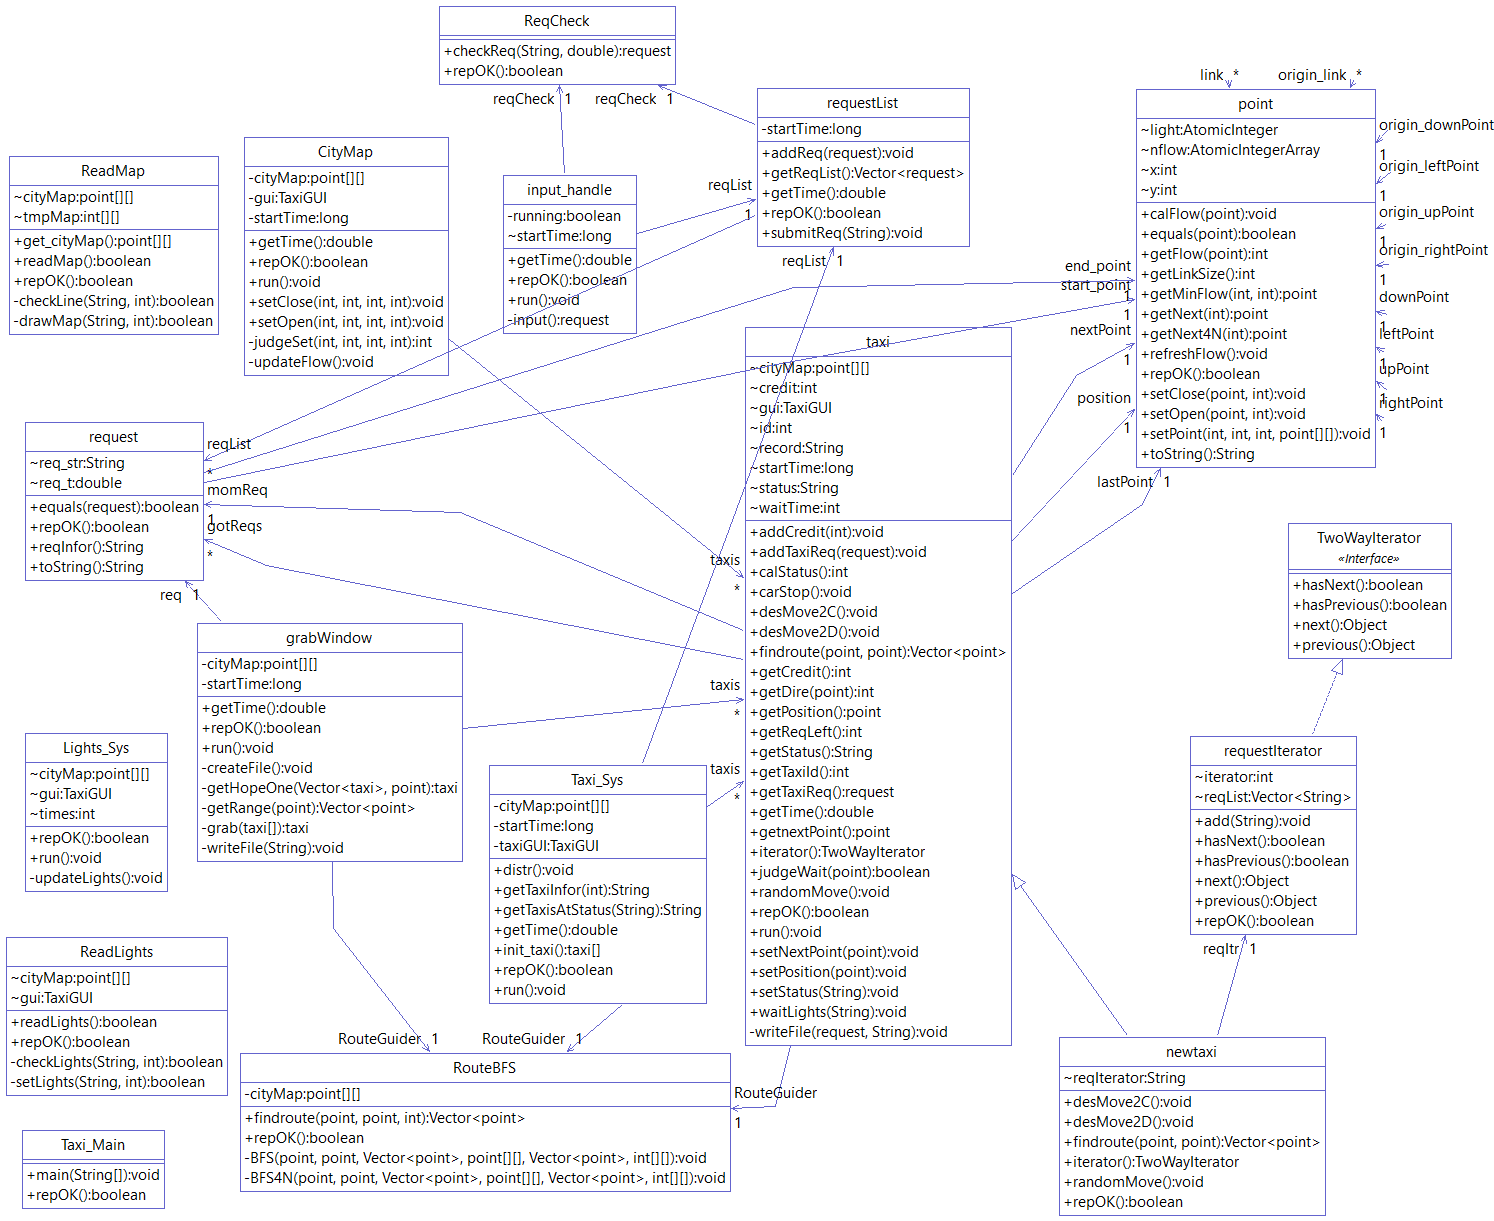 ReqCheck
+checkReq(String, double):request
+repOK():boolean
reqCheck 1
reqCheck 1
requestList
-startTime:long
+addReq(request):void
+getReqList():Vector<request>
+getTime():double
+repOK():boolean
+submitReq(String):void
reqList
1
reqList 1
link *
origin_link *
point
~light:AtomicInteger
~nflow:AtomicIntegerArray
~x:int
~y:int
+calFlow(point):void
+equals(point):boolean
+getFlow(point):int
+getLinkSize():int
+getMinFlow(int, int):point
+getNext(int):point
+getNext4N(int):point
+refreshFlow():void
+repOK():boolean
+setClose(point, int):void
+setOpen(point, int):void
+setPoint(int, int, int, point[][]):void
+toString():String
origin_downPoint
1
origin_leftPoint
1
origin_upPoint
1
origin_rightPoint
1
downPoint
1
leftPoint
1
upPoint
1
rightPoint
1
end_point
1
start_point
1
nextPoint
1
position
1
lastPoint 1
ReadMap
~cityMap:point[][]
~tmpMap:int[][]
+get_cityMap():point[][]
+readMap():boolean
+repOK():boolean
-checkLine(String, int):boolean
-drawMap(String, int):boolean
CityMap
-cityMap:point[][]
-gui:TaxiGUI
-startTime:long
+getTime():double
+repOK():boolean
+run():void
+setClose(int, int, int, int):void
+setOpen(int, int, int, int):void
-judgeSet(int, int, int, int):int
-updateFlow():void
input_handle
-running:boolean
~startTime:long
+getTime():double
+repOK():boolean
+run():void
-input():request
request
~req_str:String
~req_t:double
+equals(request):boolean
+repOK():boolean
+reqInfor():String
+toString():String
reqList
*
momReq
1
gotReqs
*
req 1
taxi
~cityMap:point[][]
~credit:int
~gui:TaxiGUI
~id:int
~record:String
~startTime:long
~status:String
~waitTime:int
+addCredit(int):void
+addTaxiReq(request):void
+calStatus():int
+carStop():void
+desMove2C():void
+desMove2D():void
+findroute(point, point):Vector<point>
+getCredit():int
+getDire(point):int
+getPosition():point
+getReqLeft():int
+getStatus():String
+getTaxiId():int
+getTaxiReq():request
+getTime():double
+getnextPoint():point
+iterator():TwoWayIterator
+judgeWait(point):boolean
+randomMove():void
+repOK():boolean
+run():void
+setNextPoint(point):void
+setPosition(point):void
+setStatus(String):void
+waitLights(String):void
-writeFile(request, String):void
taxis
*
taxis
*
taxis
*
TwoWayIterator
«Interface»
+hasNext():boolean
+hasPrevious():boolean
+next():Object
+previous():Object
grabWindow
-cityMap:point[][]
-startTime:long
+getTime():double
+repOK():boolean
+run():void
-createFile():void
-getHopeOne(Vector<taxi>, point):taxi
-getRange(point):Vector<point>
-grab(taxi[]):taxi
-writeFile(String):void
Lights_Sys
~cityMap:point[][]
~gui:TaxiGUI
~times:int
+repOK():boolean
+run():void
-updateLights():void
Taxi_Sys
-cityMap:point[][]
-startTime:long
-taxiGUI:TaxiGUI
+distr():void
+getTaxiInfor(int):String
+getTaxisAtStatus(String):String
+getTime():double
+init_taxi():taxi[]
+repOK():boolean
+run():void
requestIterator
~iterator:int
~reqList:Vector<String>
+add(String):void
+hasNext():boolean
+hasPrevious():boolean
+next():Object
+previous():Object
+repOK():boolean
reqItr 1
ReadLights
~cityMap:point[][]
~gui:TaxiGUI
+readLights():boolean
+repOK():boolean
-checkLights(String, int):boolean
-setLights(String, int):boolean
RouteGuider 1
RouteGuider 1
RouteGuider
1
RouteBFS
-cityMap:point[][]
+findroute(point, point, int):Vector<point>
+repOK():boolean
-BFS(point, point, Vector<point>, point[][], Vector<point>, int[][]):void
-BFS4N(point, point, Vector<point>, point[][], Vector<point>, int[][]):void
newtaxi
~reqIterator:String
+desMove2C():void
+desMove2D():void
+findroute(point, point):Vector<point>
+iterator():TwoWayIterator
+randomMove():void
+repOK():boolean
Taxi_Main
+main(String[]):void
+repOK():boolean